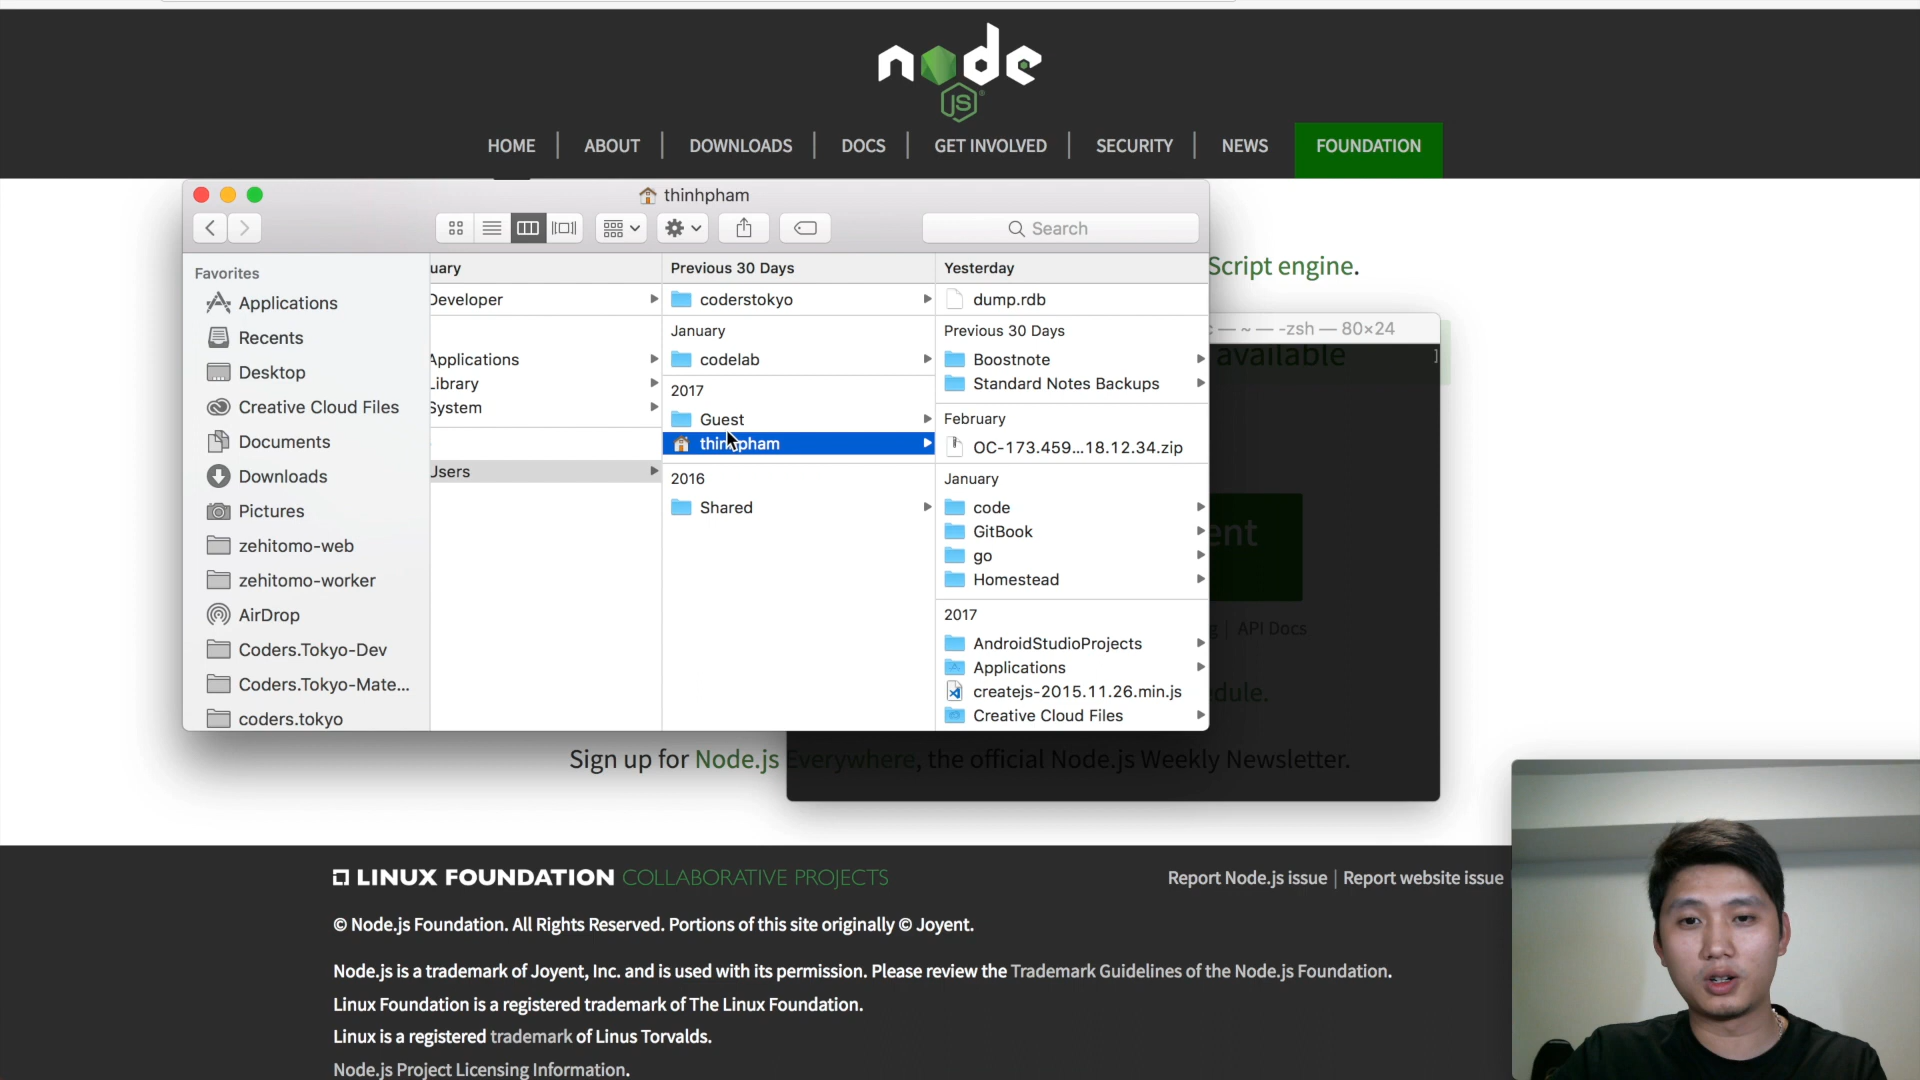 node
JS
HOME
ABOUT
DOWNLOADS
DOCS
GET INVOLVED
SECURITY
NEWS
FOUNDATION
thinhpham
Search
Favorites
Applications
Recents
Desktop
Creative Cloud Files
Documents
Downloads
Pictures
zehitomo-web
zehitomo-worker
AirDrop
Coders.Tokyo-Dev
Coders.Tokyo-Mate...
coders.tokyo
uary
Developer
Applications
Library
System
Users
Previous 30 Days
coderstokyo
January
codelab
2017
Guest
thinhpham
2016
Shared
Yesterday
dump.rdb
Previous 30 Days
Boostnote
Standard Notes Backups
February
OC-173.459...18.12.34.zip
January
code
GitBook
go
Homestead
2017
AndroidStudioProjects
Applications
createjs-2015.11.26.min.js
Creative Cloud Files
Script engine.
— ~ — -zsh — 80×24
available
]
ent
g | API Docs
dule.
Sign up for Node.js Everywhere, the official Node.js Weekly Newsletter.
LINUX FOUNDATION COLLABORATIVE PROJECTS
Report Node.js issue | Report website issue
© Node.js Foundation. All Rights Reserved. Portions of this site originally © Joyent.
Node.js is a trademark of Joyent, Inc. and is used with its permission. Please review the Trademark Guidelines of the Node.js Foundation.
Linux Foundation is a registered trademark of The Linux Foundation.
Linux is a registered trademark of Linus Torvalds.
Node.js Project Licensing Information.